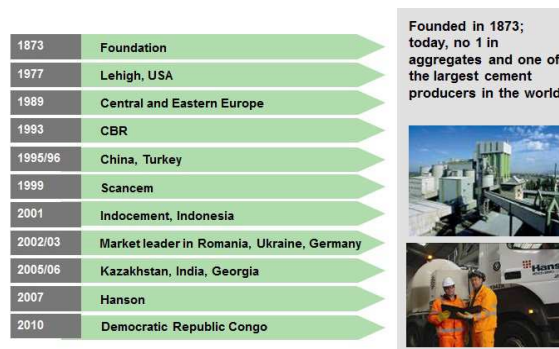 1873 Foundation
1977 Lehigh, USA
1989 Central and Eastern Europe
1993 CBR
1995/96 China, Turkey
1999 Scancem
2001 Indocement, Indonesia
2002/03 Market leader in Romania, Ukraine, Germany
2005/06 Kazakhstan, India, Georgia
2007 Hanson
2010 Democratic Republic Congo
Founded in 1873;
today, no 1 in
aggregates and one of
the largest cement
producers in the world
Hans